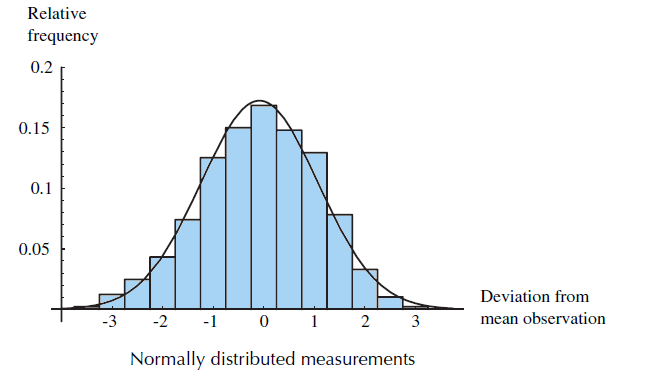 Relative
frequency
0.2
0.15
0.1
0.05
-3 -2 -1 0 1 2 3
Deviation from
mean observation
Normally distributed measurements